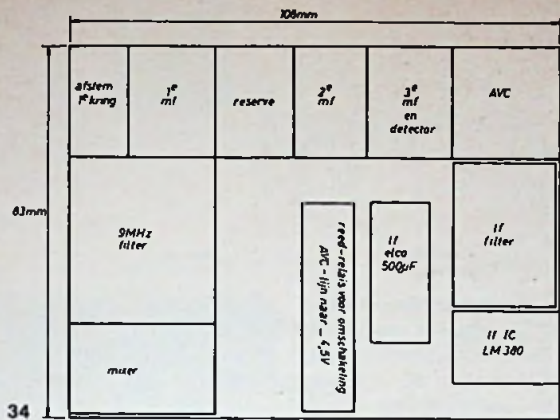 108mm
afstem
1e kring
1e
mf
reserve
2e
mf
3e
mf
en
detector
AVC
83mm
9MHz
filter
reed-relais voor omschakeling
AVC-lijn naar - 4,5V
lf
elco
500µF
lf
filter
mixer
lf IC
LM 380
34